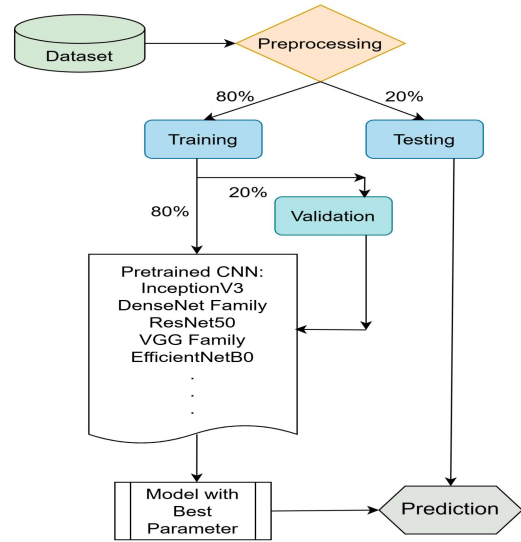 Dataset
Preprocessing
80%
20%
Training
Testing
80%
20%
Validation
Pretrained CNN:
InceptionV3
DenseNet Family
ResNet50
VGG Family
EfficientNetB0
.
.
.
Model with
Best
Parameter
Prediction